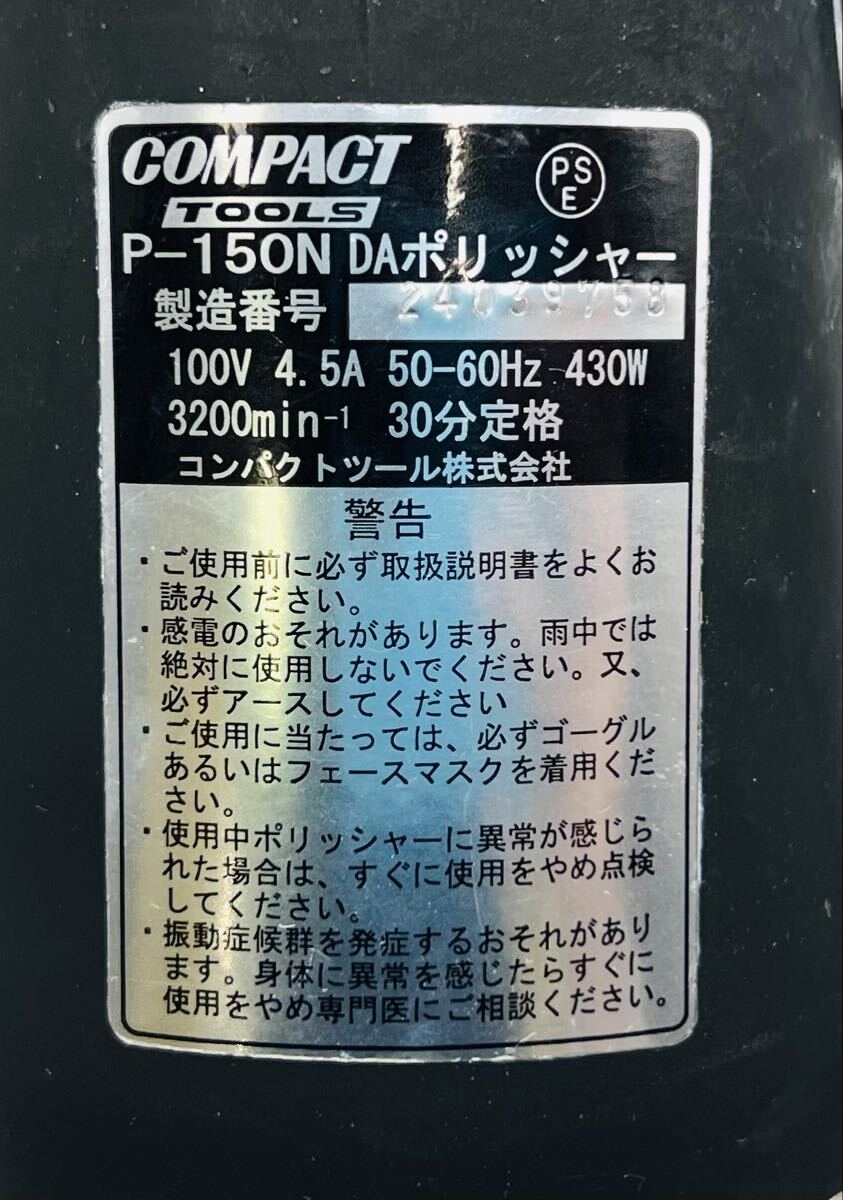 COMPACT
TOOLS
PS
E
P-150N DAポリッシャー
製造番号 24039758
100V 4.5A 50-60Hz 430W
3200min-1 30分定格
コンパクトツール株式会社
警告
・ご使用前に必ず取扱説明書をよくお
読みください。
・感電のおそれがあります。雨中では
絶対に使用しないでください。又、
必ずアースしてください
・ご使用に当たっては、必ずゴーグル
あるいはフェースマスクを着用くだ
さい。
・使用中ポリッシャーに異常が感じら
れた場合は、すぐに使用をやめ点検
してください。
・振動症候群を発症するおそれがあり
ます。身体に異常を感じたらすぐに
使用をやめ専門医にご相談ください。